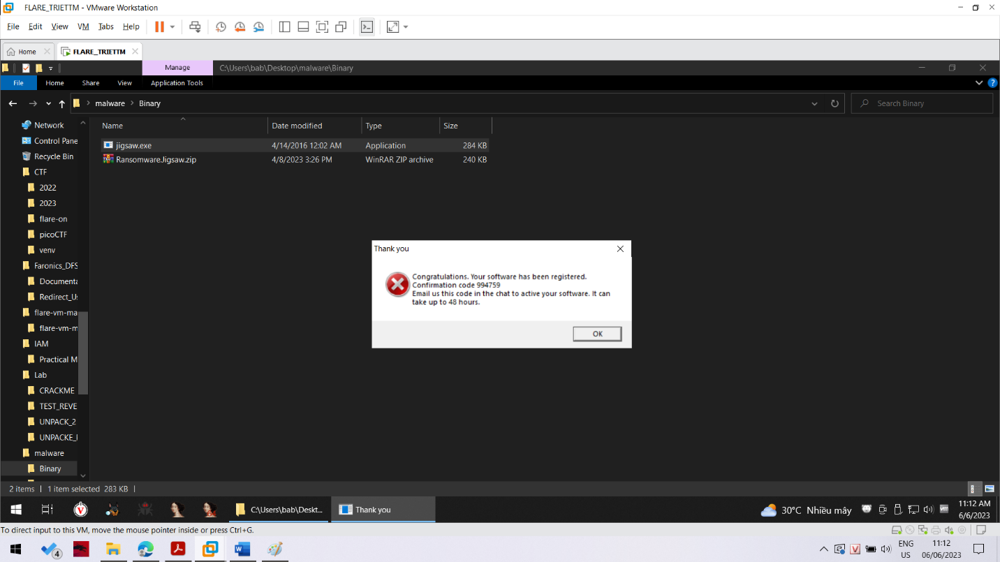 FLARE_TRIETTM - VMware Workstation
File Edit View VM Tabs Help
Home FLARE_TRIETTM
Manage C:\Users\bab\Desktop\malware\Binary
File Home Share View Application Tools
malware Binary Search Binary
Name Date modified Type Size
jigsaw.exe 4/14/2016 12:02 AM Application 284 KB
Ransomware.Jigsaw.zip 4/8/2023 3:26 PM WinRAR ZIP archive 240 KB
Network
Control Pane
Recycle Bin
CTF
2022
2023
flare-on
picoCTF
venv
Faronics_DFS
Documenta
Redirect_Us
flare-vm-ma
flare-vm-m
IAM
Practical M
Lab
CRACKME
TEST_REVE
UNPACK_2
UNPACKE_
malware
Binary
Thank you
Congratulations. Your software has been registered.
Confirmation code 994759
Email us this code in the chat to active your software. It can
take up to 48 hours.
OK
2 items 1 item selected 283 KB
C:\Users\bab\Deskt... Thank you 30°C Nhiều mây 11:12 AM
6/6/2023
To direct input to this VM, move the mouse pointer inside or press Ctrl+G.
4 ENG 11:12
US 06/06/2023